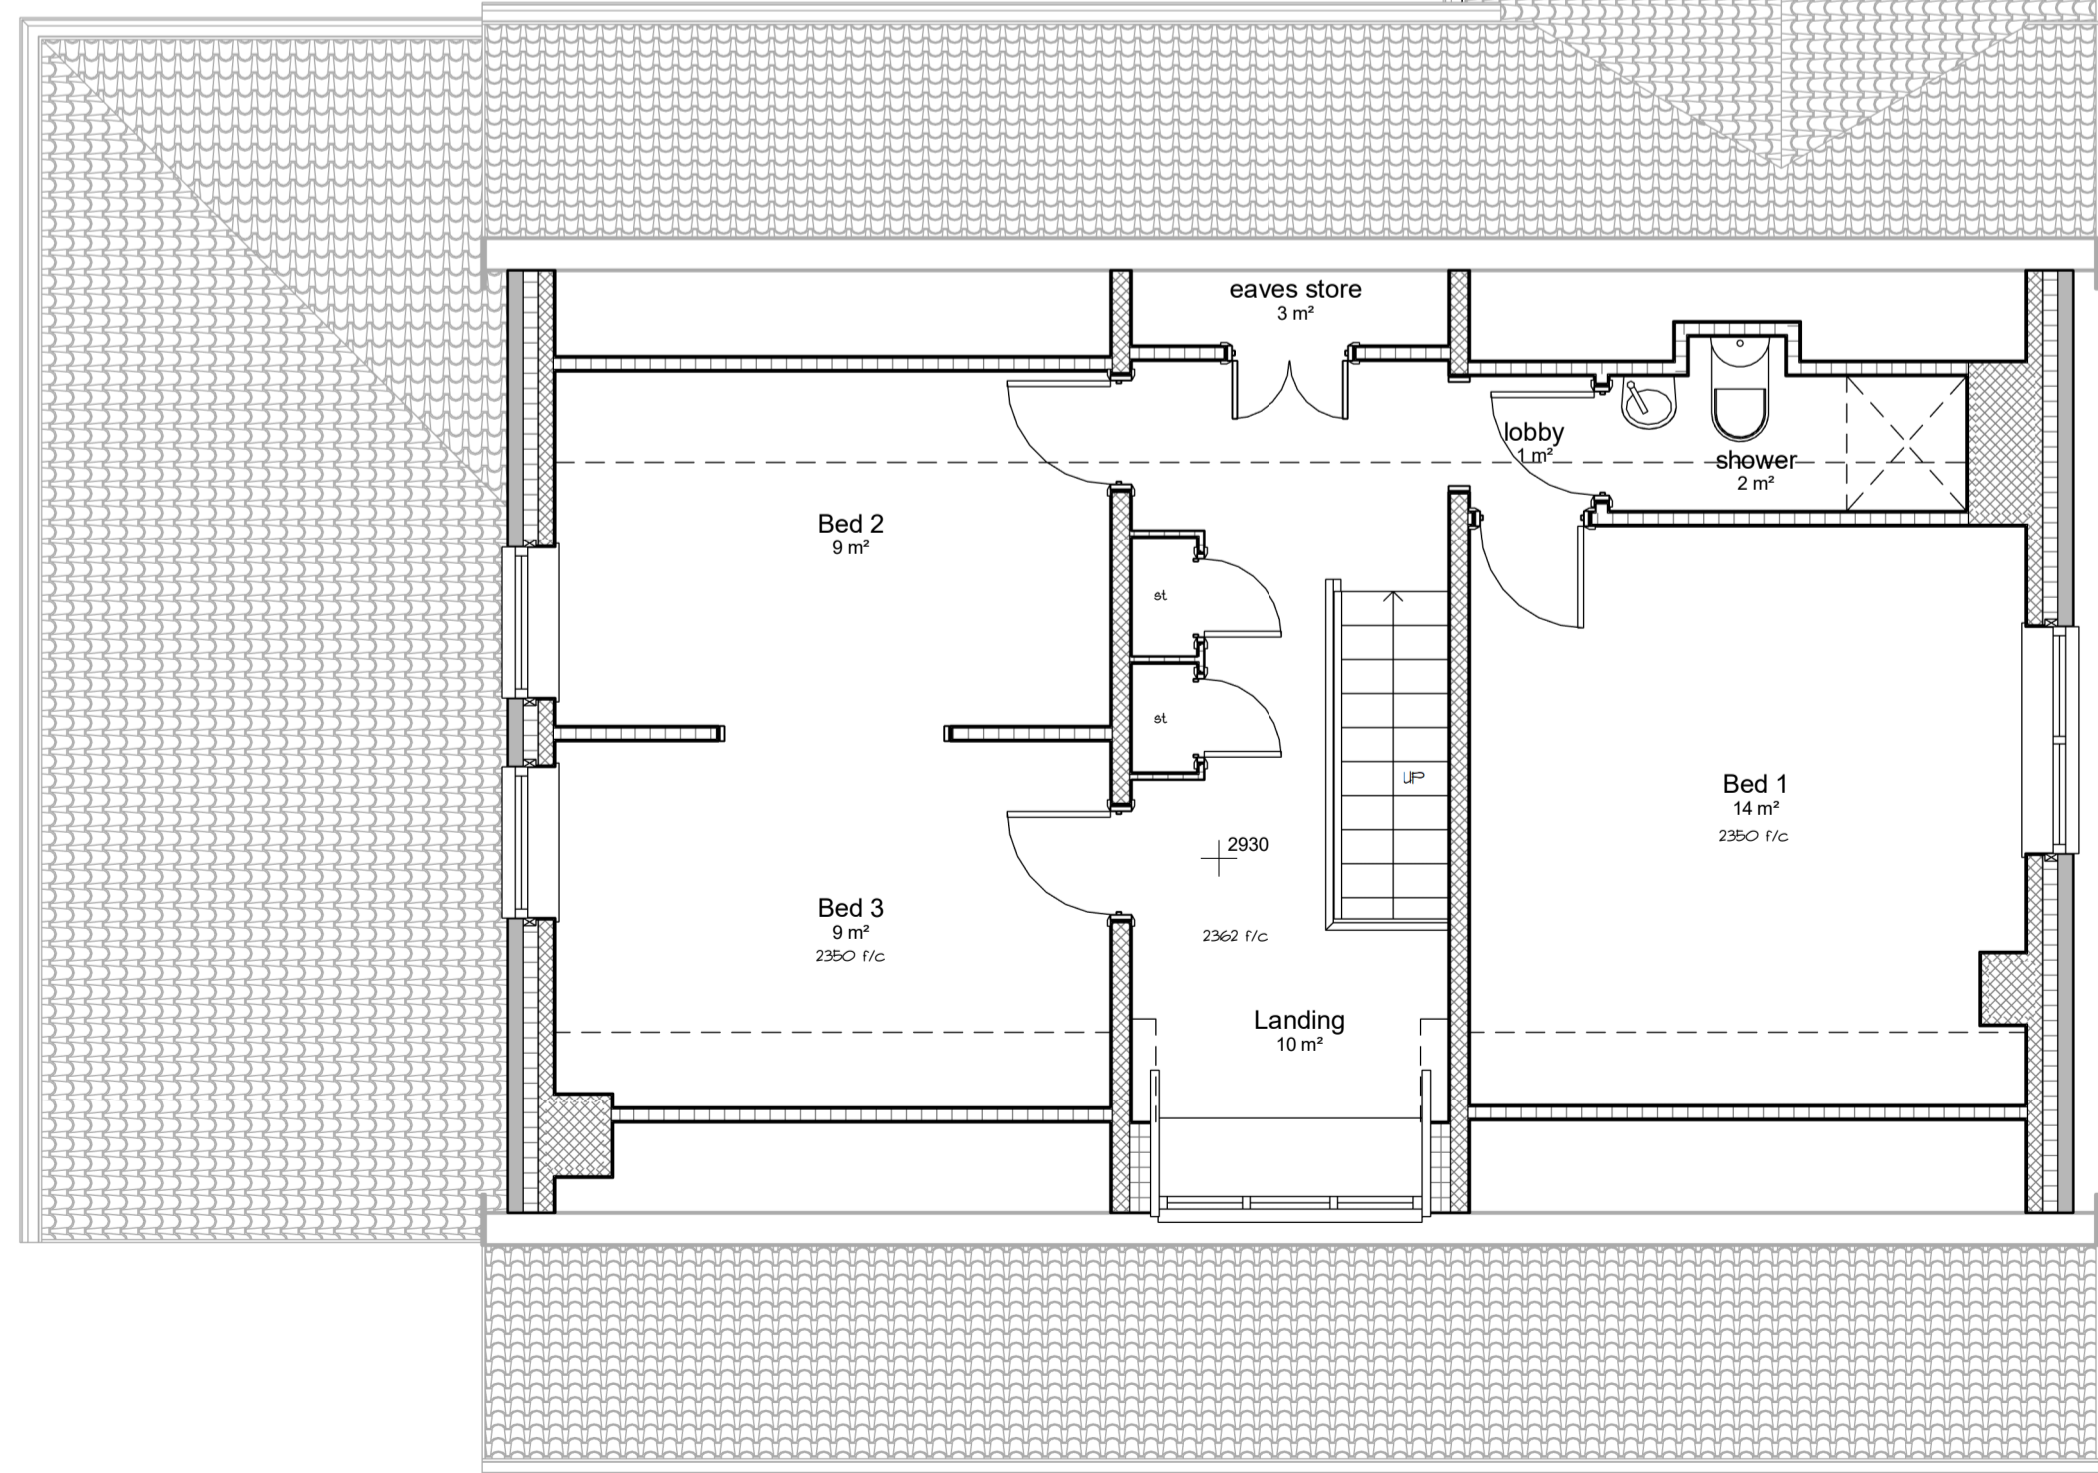 eaves store
3 m²
lobby
1 m²
shower
2 m²
Bed 2
9 m²
st
st
UP
Bed 1
14 m²
2350 f/c
2930
Bed 3
9 m²
2350 f/c
2362 f/c
Landing
10 m²